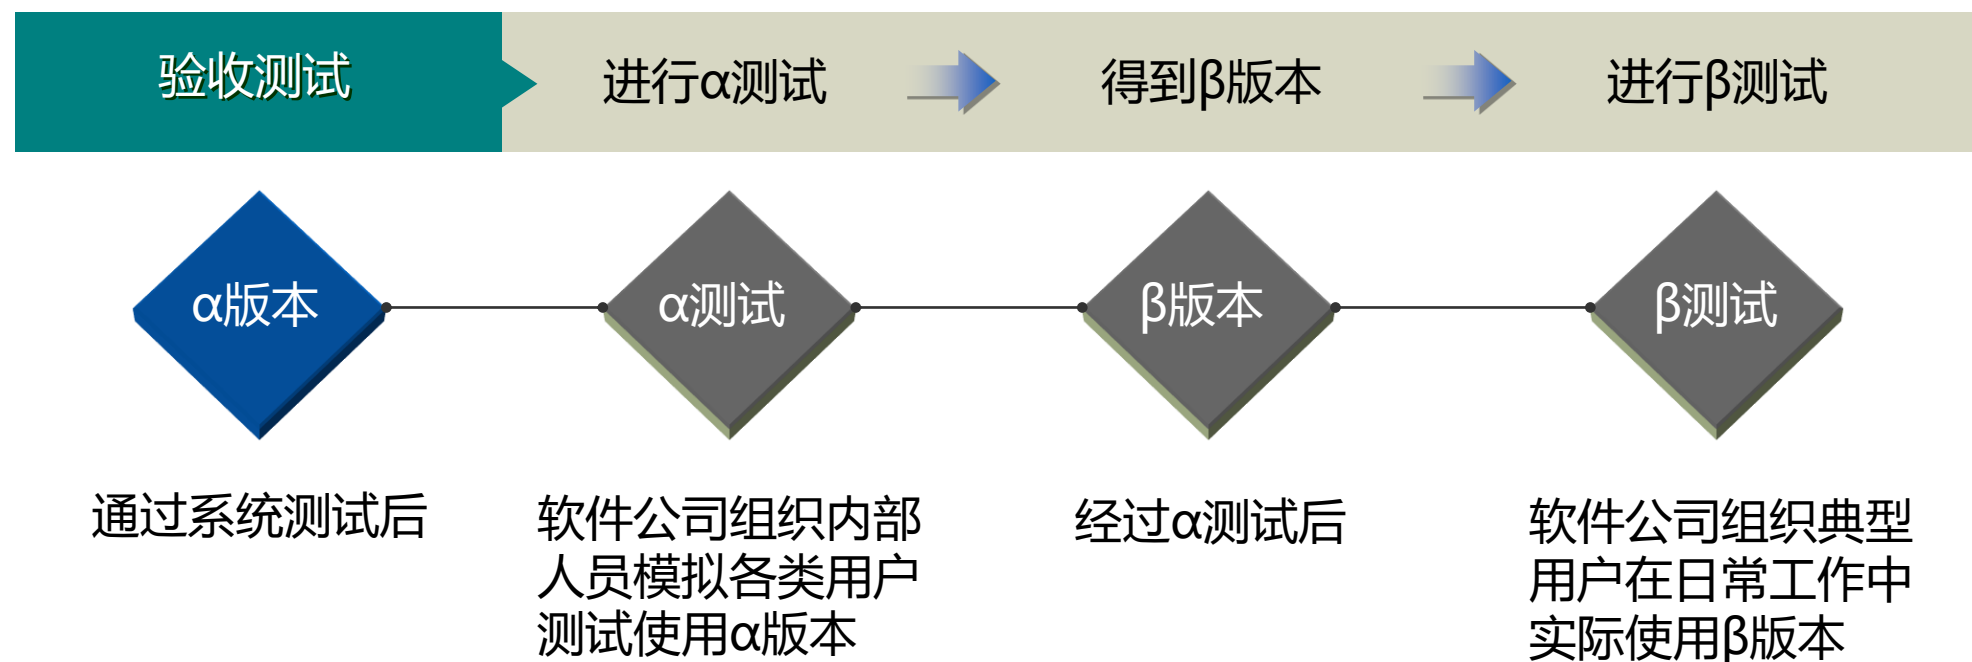 验收测试
进行α测试
得到β版本
进行β测试
α版本
α测试
β版本
β测试
通过系统测试后
软件公司组织内部
人员模拟各类用户
测试使用α版本
经过α测试后
软件公司组织典型
用户在日常工作中
实际使用β版本